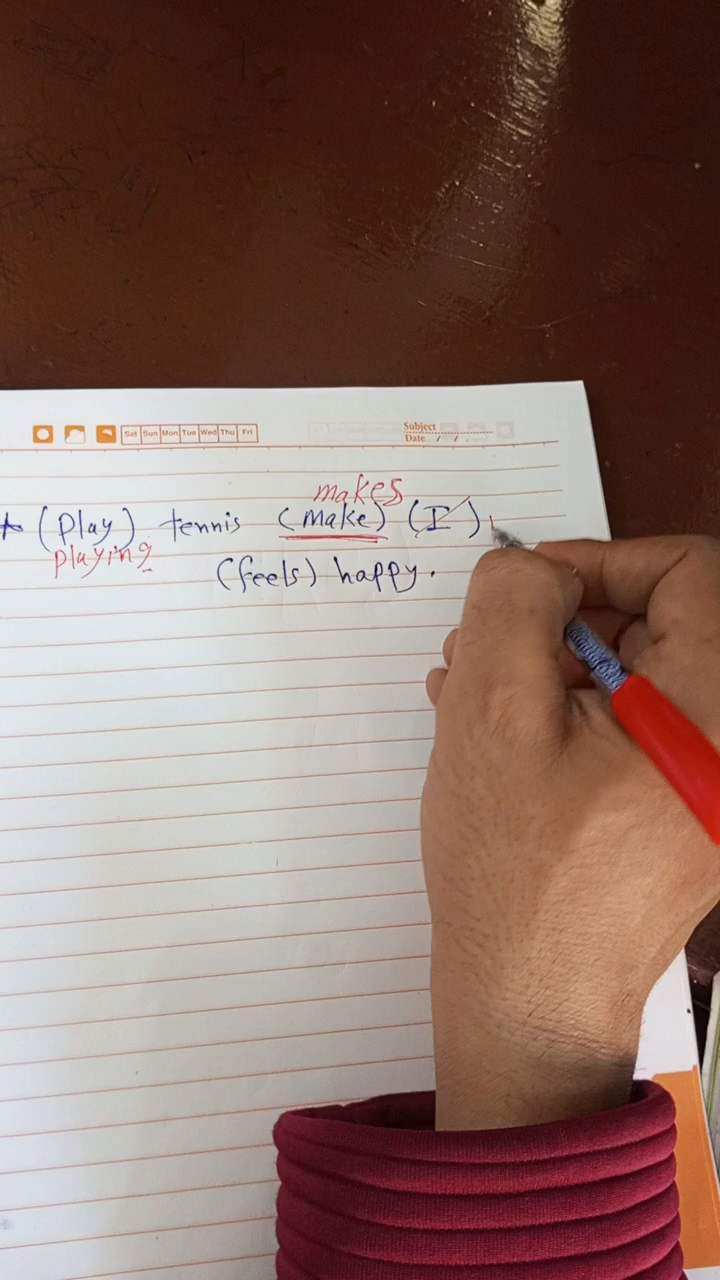 Sat Sun Mon Tue Wed Thu Fri Subject
Date / /
makes
(Play) tennis (make) (I)
playing
(feels) happy.